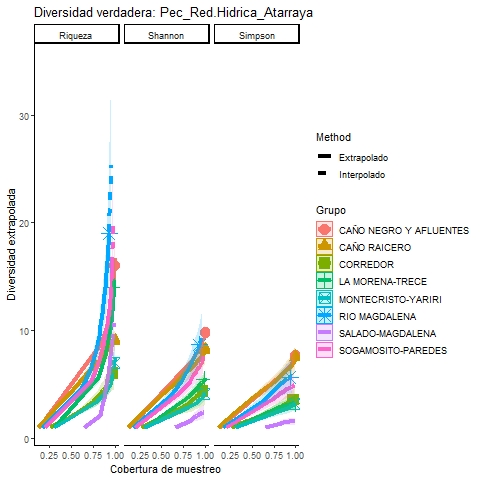 Diversidad verdadera: Pec_Red.Hidrica_Atarraya
Riqueza Shannon Simpson
30
20
10
0
Diversidad extrapolada
0.25 0.50 0.75 1.00 0.25 0.50 0.75 1.00 0.25 0.50 0.75 1.00
Cobertura de muestreo
Method
Extrapolado
Interpolado
Grupo
CAÑO NEGRO Y AFLUENTES
CAÑO RAICERO
CORREDOR
LA MORENA-TRECE
MONTECRISTO-YARIRI
RIO MAGDALENA
SALADO-MAGDALENA
SOGAMOSITO-PAREDES